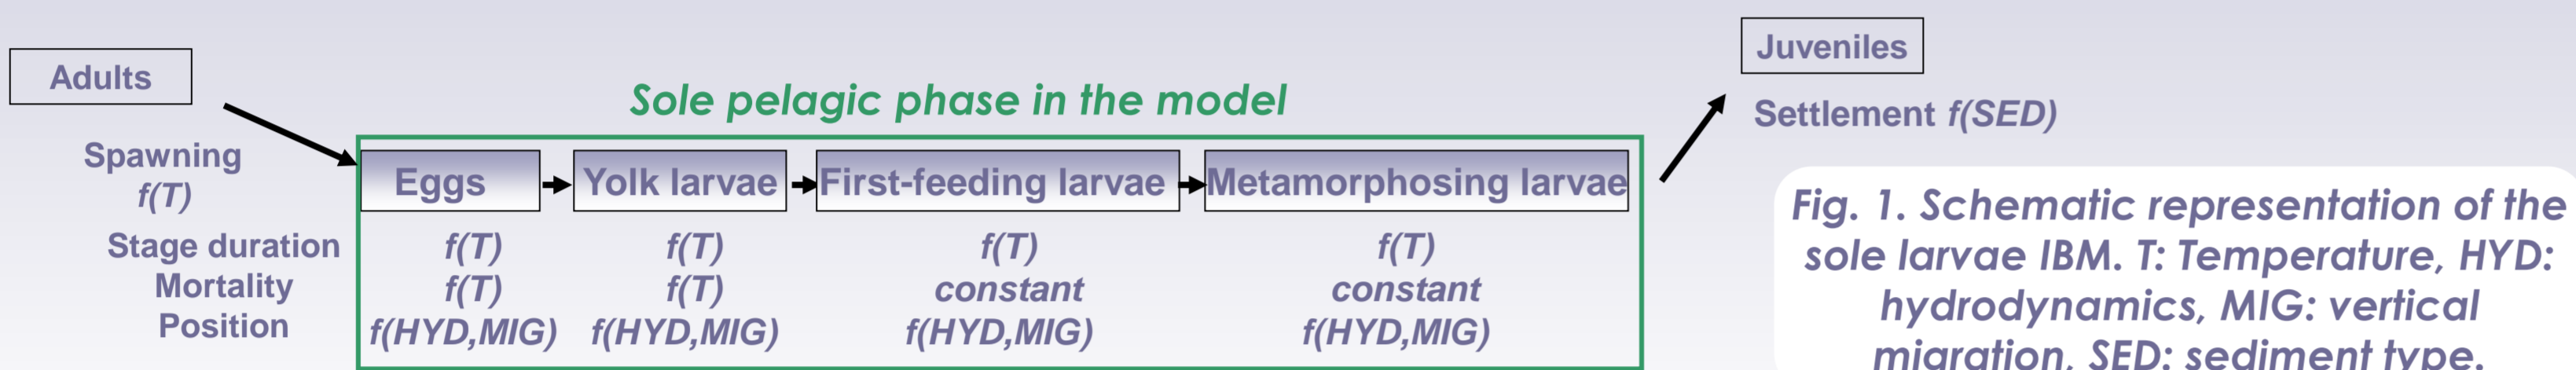 Adults
Juveniles
Sole pelagic phase in the model
Settlement f(SED)
Spawning
f(T)
Eggs
Yolk larvae
First-feeding larvae
Metamorphosing larvae
Stage duration f(T) f(T) f(T) f(T)
Mortality f(T) f(T) constant constant
Position f(HYD,MIG) f(HYD,MIG) f(HYD,MIG) f(HYD,MIG)
Fig. 1. Schematic representation of the
sole larvae IBM. T: Temperature, HYD:
hydrodynamics, MIG: vertical
migration, SED: sediment type.